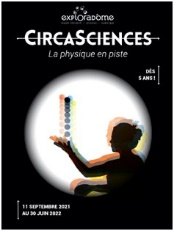 eXpLoRaDôme
CIRCASCIENCES
La physique en piste
DÈS
5 ANS !
11 SEPTEMBRE 2021
AU 30 JUIN 2022